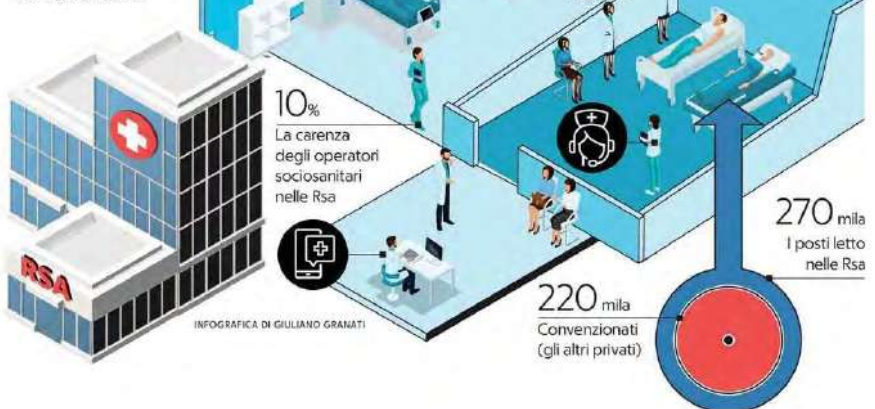 10%
La carenza
degli operatori
sociosanitari
nelle Rsa
RSA
INFOGRAFICA DI GIULIANO GRANATI
220 mila
Convenzionati
(gli altri privati)
270 mila
I posti letto
nelle Rsa